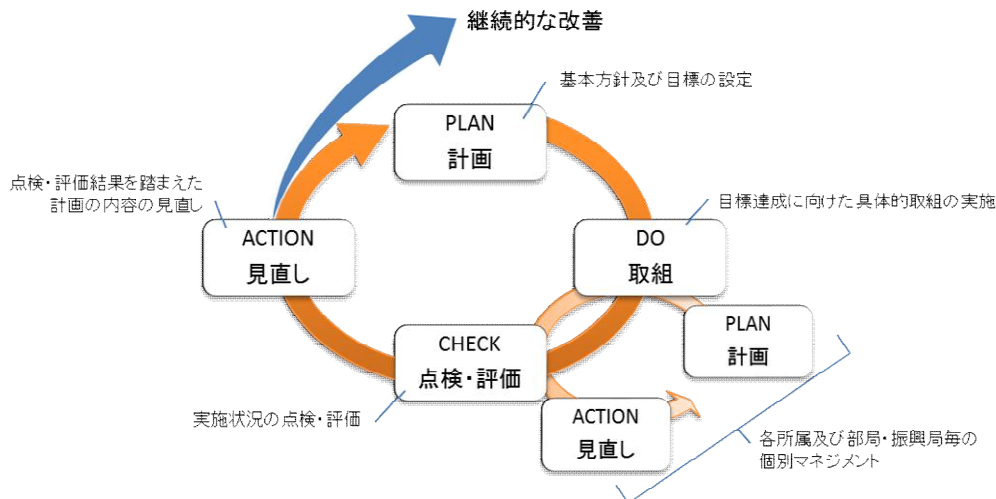 継続的な改善
基本方針及び目標の設定
PLAN
計画
点検・評価結果を踏まえた
計画の内容の見直し
目標達成に向けた具体的取組の実施
ACTION
見直し
DO
取組
PLAN
計画
CHECK
点検・評価
実施状況の点検・評価
ACTION
見直し
各所属及び部局・振興局毎の
個別マネジメント